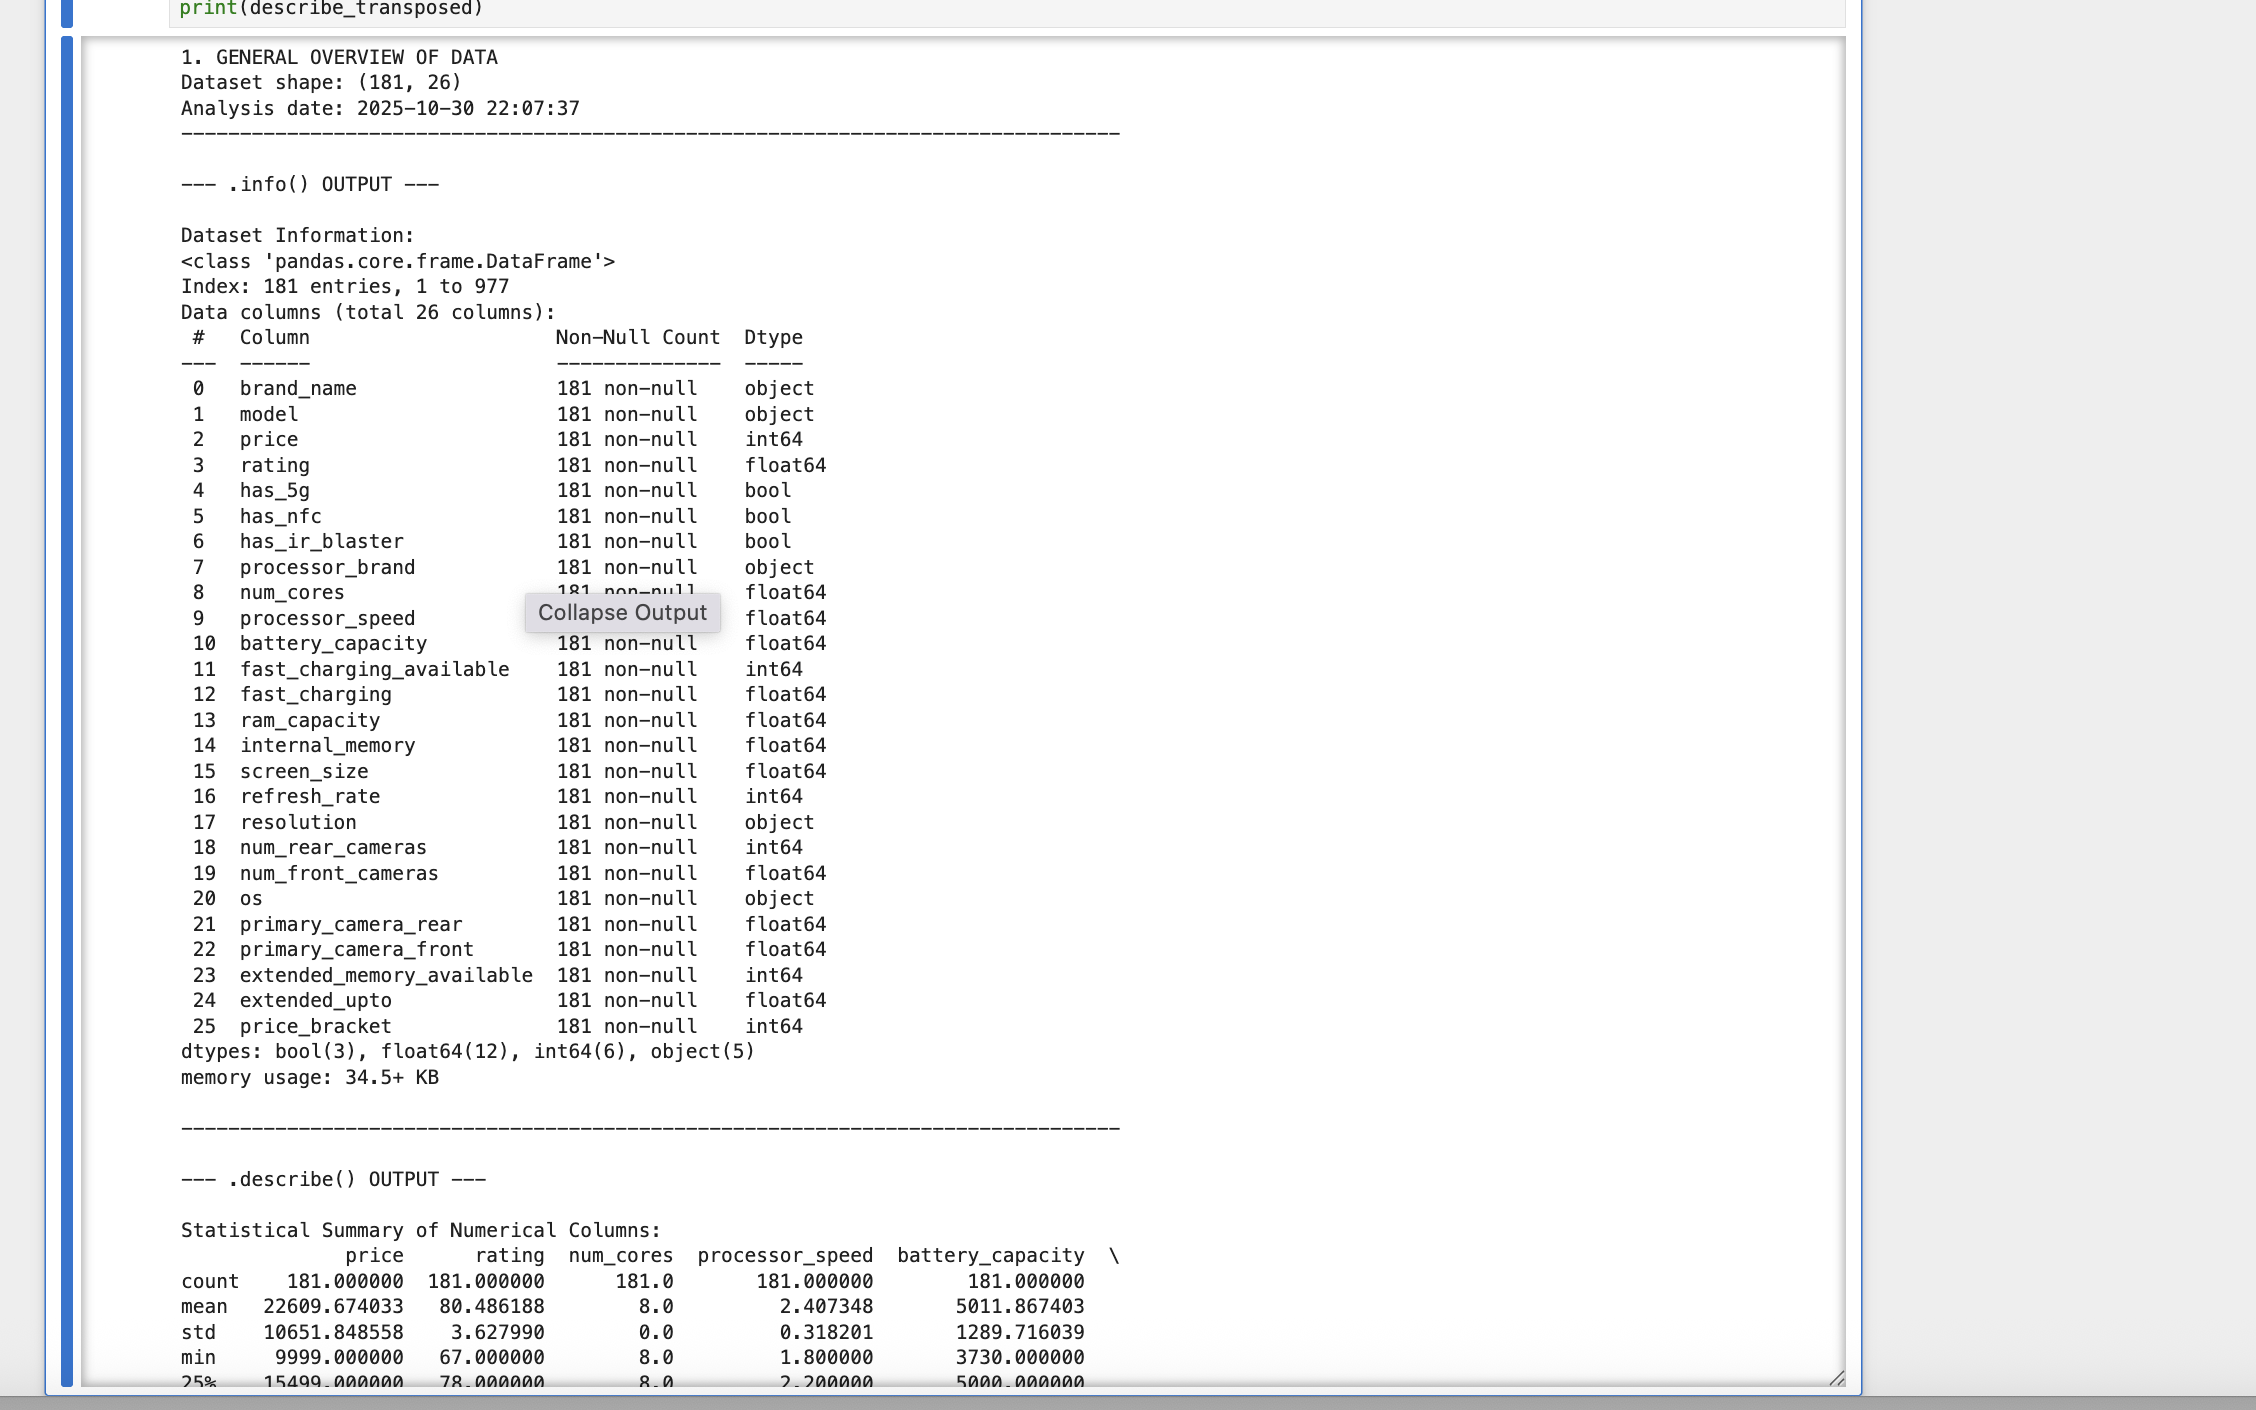 print(describe_transposed)
1. GENERAL OVERVIEW OF DATA
Dataset shape: (181, 26)
Analysis date: 2025-10-30 22:07:37
--------------------------------------------------------------------------------
--- .info() OUTPUT ---
Dataset Information:
<class 'pandas.core.frame.DataFrame'>
Index: 181 entries, 1 to 977
Data columns (total 26 columns):
 #   Column                     Non-Null Count  Dtype
---  ------                     --------------  -----
 0   brand_name                 181 non-null    object
 1   model                      181 non-null    object
 2   price                      181 non-null    int64
 3   rating                     181 non-null    float64
 4   has_5g                     181 non-null    bool
 5   has_nfc                    181 non-null    bool
 6   has_ir_blaster             181 non-null    bool
 7   processor_brand            181 non-null    object
 8   num_cores                  181 non-null    float64
Collapse Output
 9   processor_speed                            float64
 10  battery_capacity           181 non-null    float64
 11  fast_charging_available    181 non-null    int64
 12  fast_charging              181 non-null    float64
 13  ram_capacity               181 non-null    float64
 14  internal_memory            181 non-null    float64
 15  screen_size                181 non-null    float64
 16  refresh_rate               181 non-null    int64
 17  resolution                 181 non-null    object
 18  num_rear_cameras           181 non-null    int64
 19  num_front_cameras          181 non-null    float64
 20  os                         181 non-null    object
 21  primary_camera_rear        181 non-null    float64
 22  primary_camera_front       181 non-null    float64
 23  extended_memory_available  181 non-null    int64
 24  extended_upto              181 non-null    float64
 25  price_bracket              181 non-null    int64
dtypes: bool(3), float64(12), int64(6), object(5)
memory usage: 34.5+ KB
--------------------------------------------------------------------------------
--- .describe() OUTPUT ---
Statistical Summary of Numerical Columns:
              price      rating  num_cores  processor_speed  battery_capacity  \
count    181.000000  181.000000      181.0       181.000000        181.000000
mean   22609.674033   80.486188        8.0         2.407348       5011.867403
std    10651.848558    3.627990        0.0         0.318201       1289.716039
min     9999.000000   67.000000        8.0         1.800000       3730.000000
25%    15499.000000   78.000000        8.0         2.200000       5000.000000